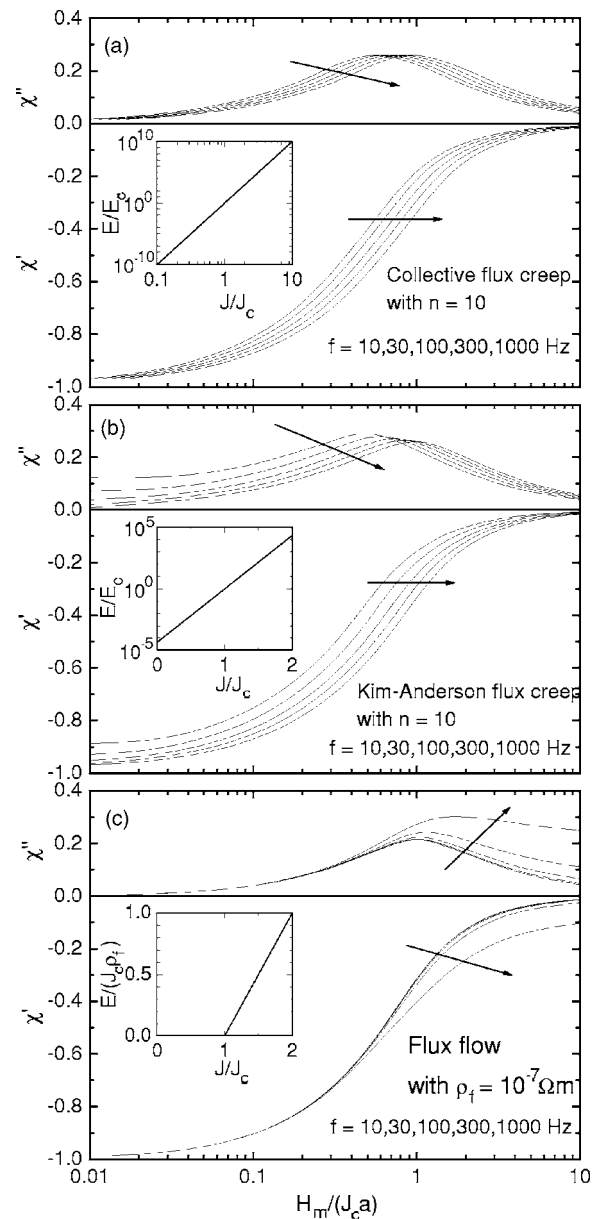 (a)
0.4
0.2
0.0
χ''
10^10
10^0
10^-10
E/E_c
0.1
1
10
J/J_c
-0.2
-0.4
-0.6
-0.8
-1.0
χ'
Collective flux creep
with n = 10
f = 10,30,100,300,1000 Hz
(b)
0.4
0.2
0.0
χ''
10^5
10^0
10^-5
E/E_c
0
1
2
J/J_c
-0.2
-0.4
-0.6
-0.8
-1.0
χ'
Kim-Anderson flux creep
with n = 10
f = 10,30,100,300,1000 Hz
(c)
0.4
0.2
0.0
χ''
1.0
0.5
0.0
E/(J_cρ_f)
0
1
2
J/J_c
-0.2
-0.4
-0.6
-0.8
-1.0
χ'
Flux flow
with ρ_f = 10^-7Ωm
f = 10,30,100,300,1000 Hz
0.01
0.1
1
10
H_m/(J_ca)